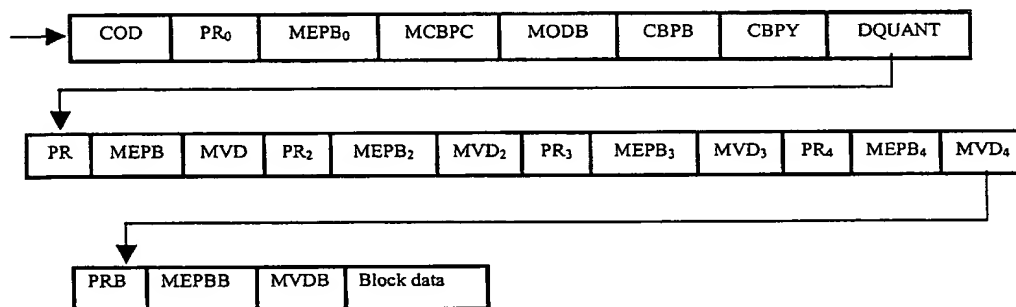 COD PR₀ MEPB₀ MCBPC MODB CBPB CBPY DQUANT
PR MEPB MVD PR₂ MEPB₂ MVD₂ PR₃ MEPB₃ MVD₃ PR₄ MEPB₄ MVD₄
PRB MEPBB MVDB Block data